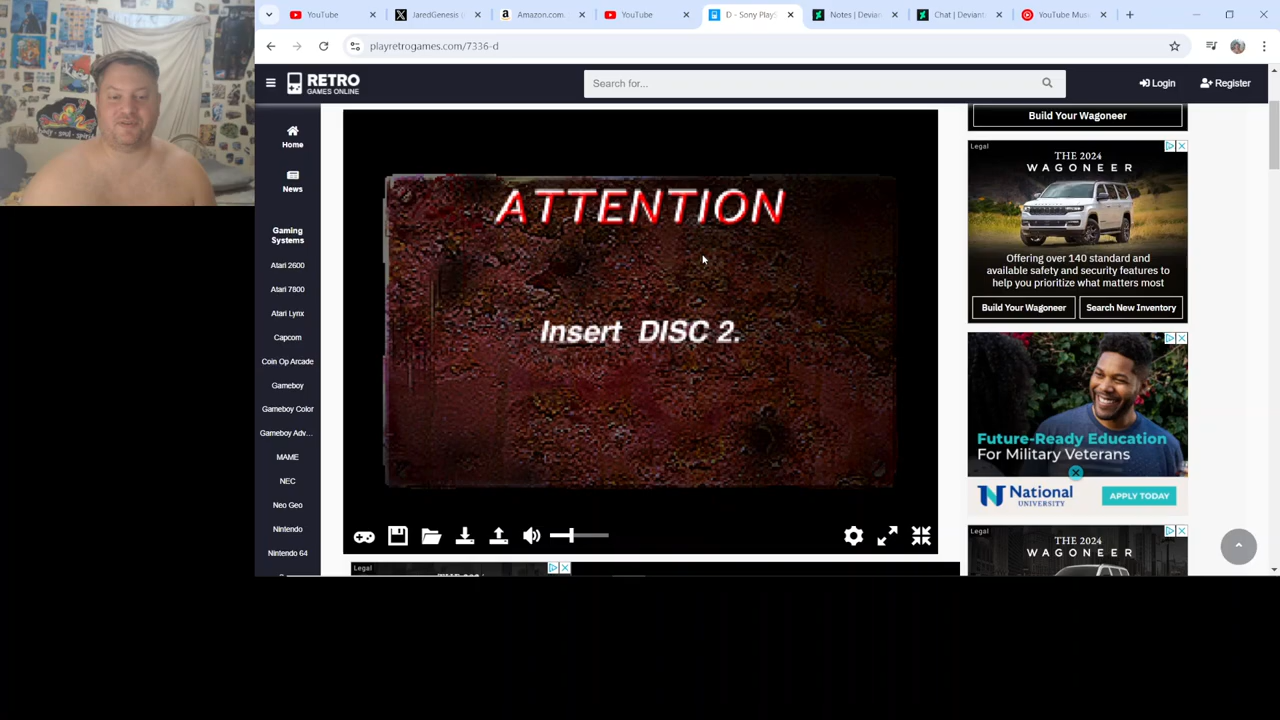 YouTube
JaredGenesis (
Amazon.com
YouTube
D - Sony PlayS
Notes | Devian
Chat | Deviant
YouTube Mus
playretrogames.com/7336-d
RETRO
GAMES ONLINE
Search for...
Login
Register
Home
News
Gaming
Systems
Atari 2600
Atari 7800
Atari Lynx
Capcom
Coin Op Arcade
Gameboy
Gameboy Color
Gameboy Adv...
MAME
NEC
Neo Geo
Nintendo
Nintendo 64
ATTENTION
Insert DISC 2.
Legal
Build Your Wagoneer
Legal
THE 2024
WAGONEER
Offering over 140 standard and
available safety and security features to
help you prioritize what matters most
Build Your Wagoneer
Search New Inventory
Future-Ready Education
For Military Veterans
National
UNIVERSITY
APPLY TODAY
Legal
THE 2024
WAGONEER